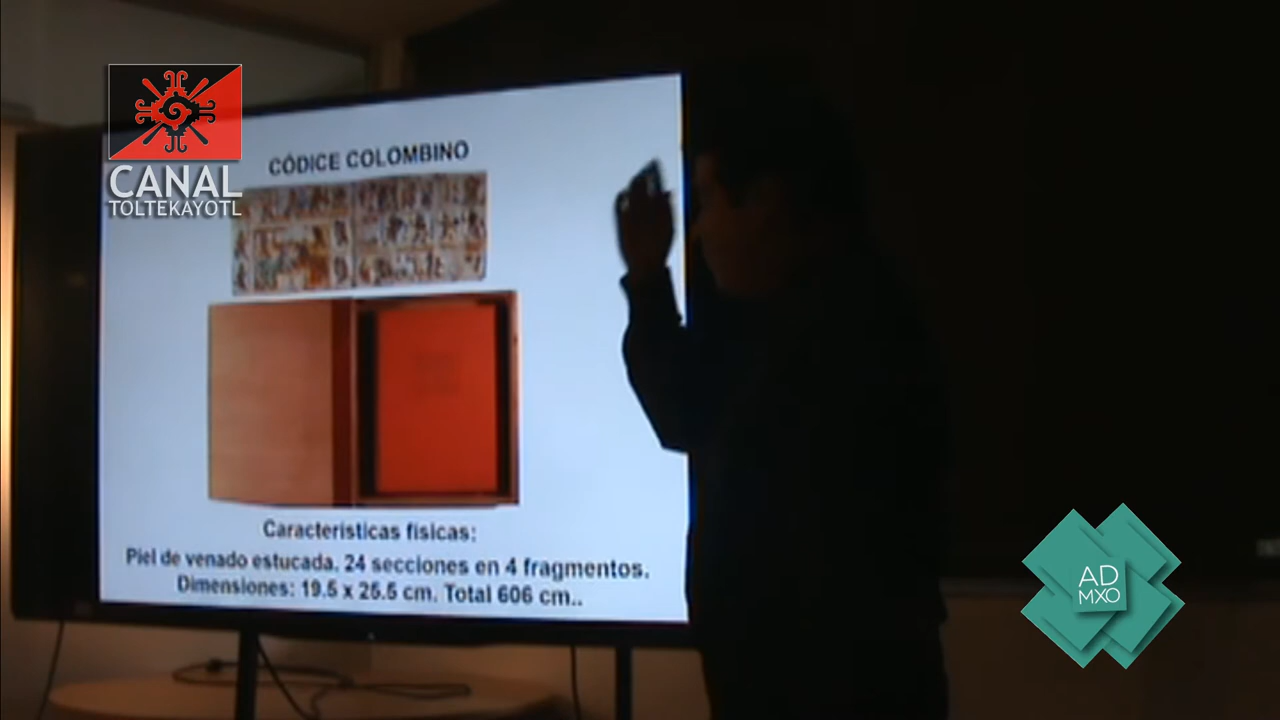 CANAL
TOLTEKAYOTL
CÓDICE COLOMBINO
Características físicas:
Piel de venado estucada. 24 secciones en 4 fragmentos.
Dimensiones: 19.5 x 25.5 cm. Total 606 cm..
AD
MXO